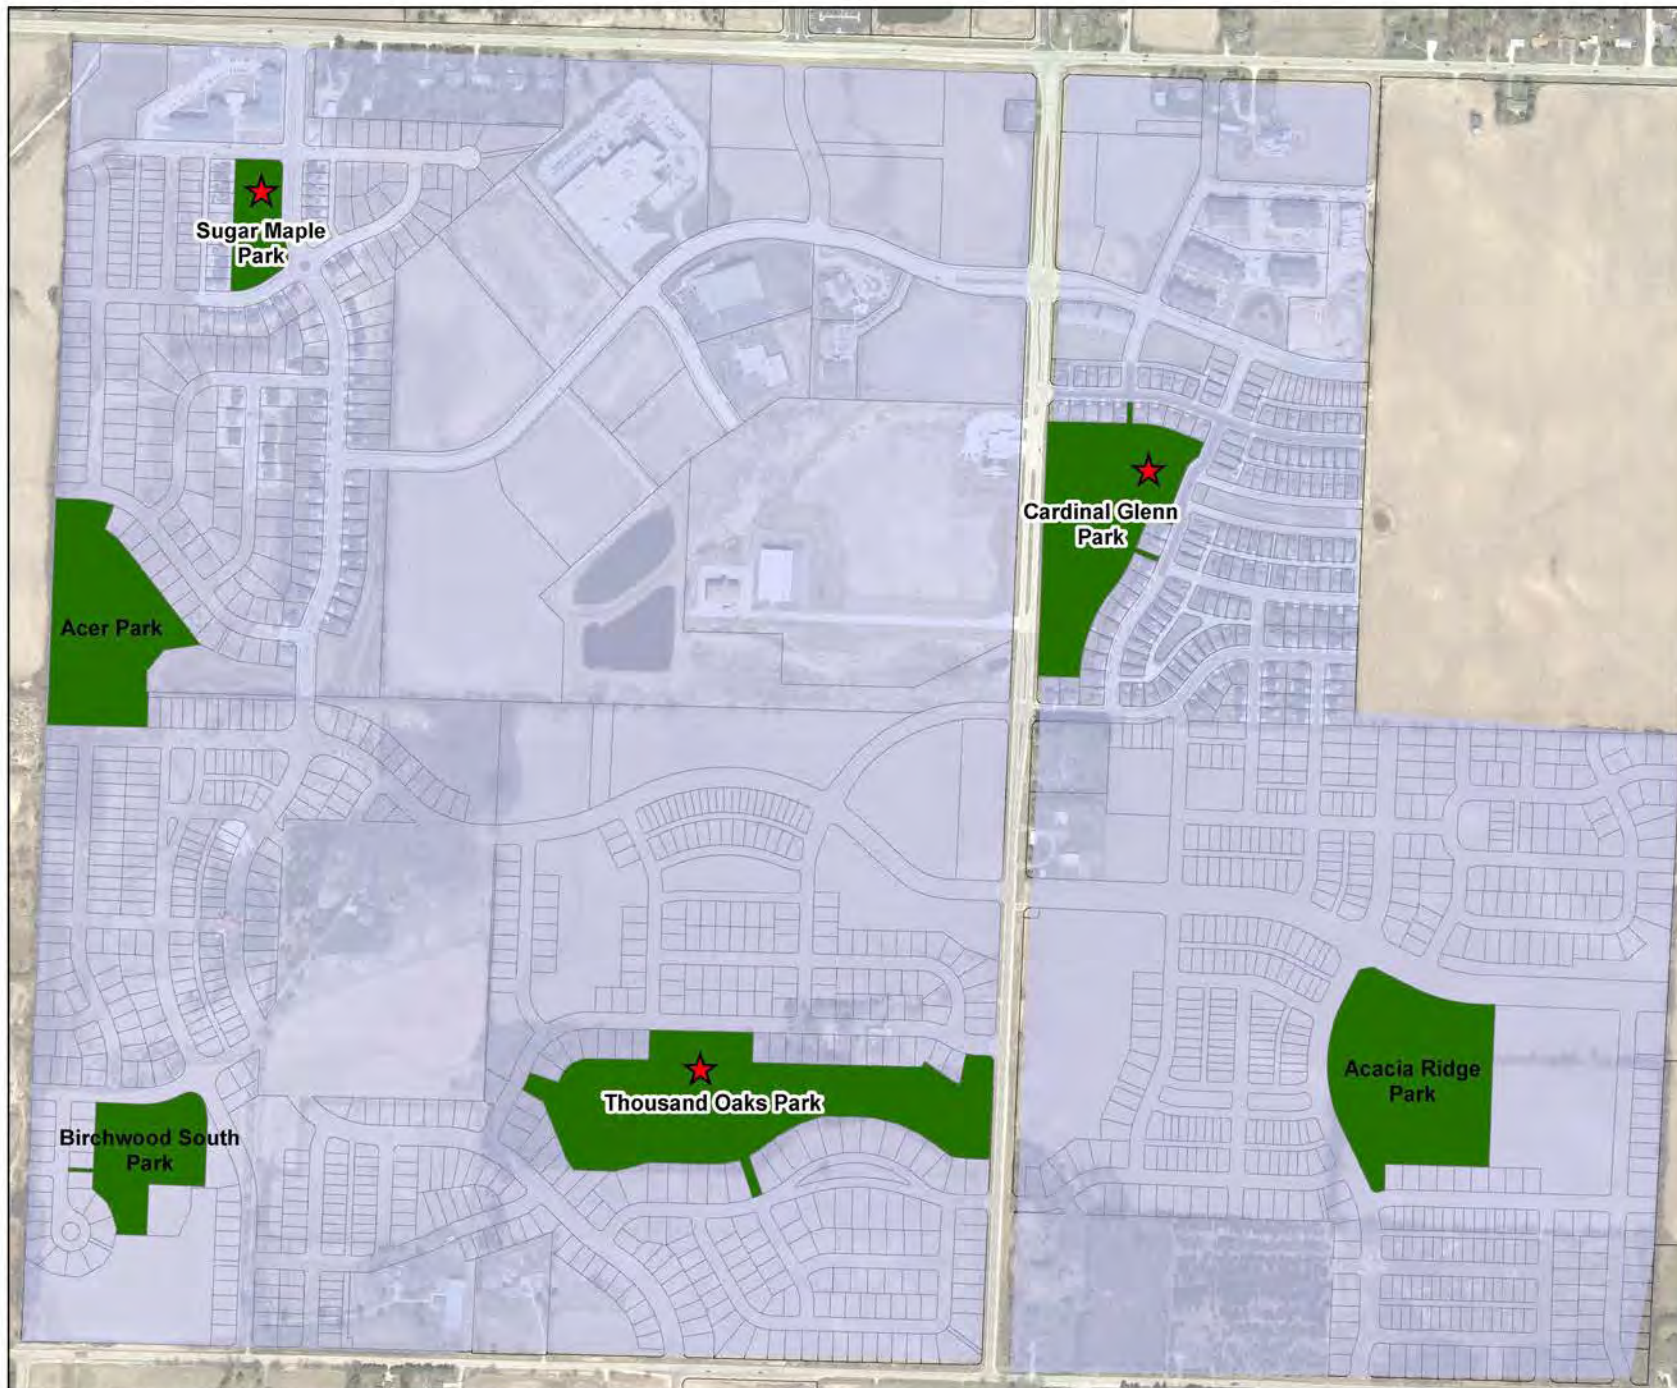 Sugar Maple
Park
Cardinal Glenn
Park
Acer Park
Acacia Ridge
Park
Thousand Oaks Park
Birchwood South
Park